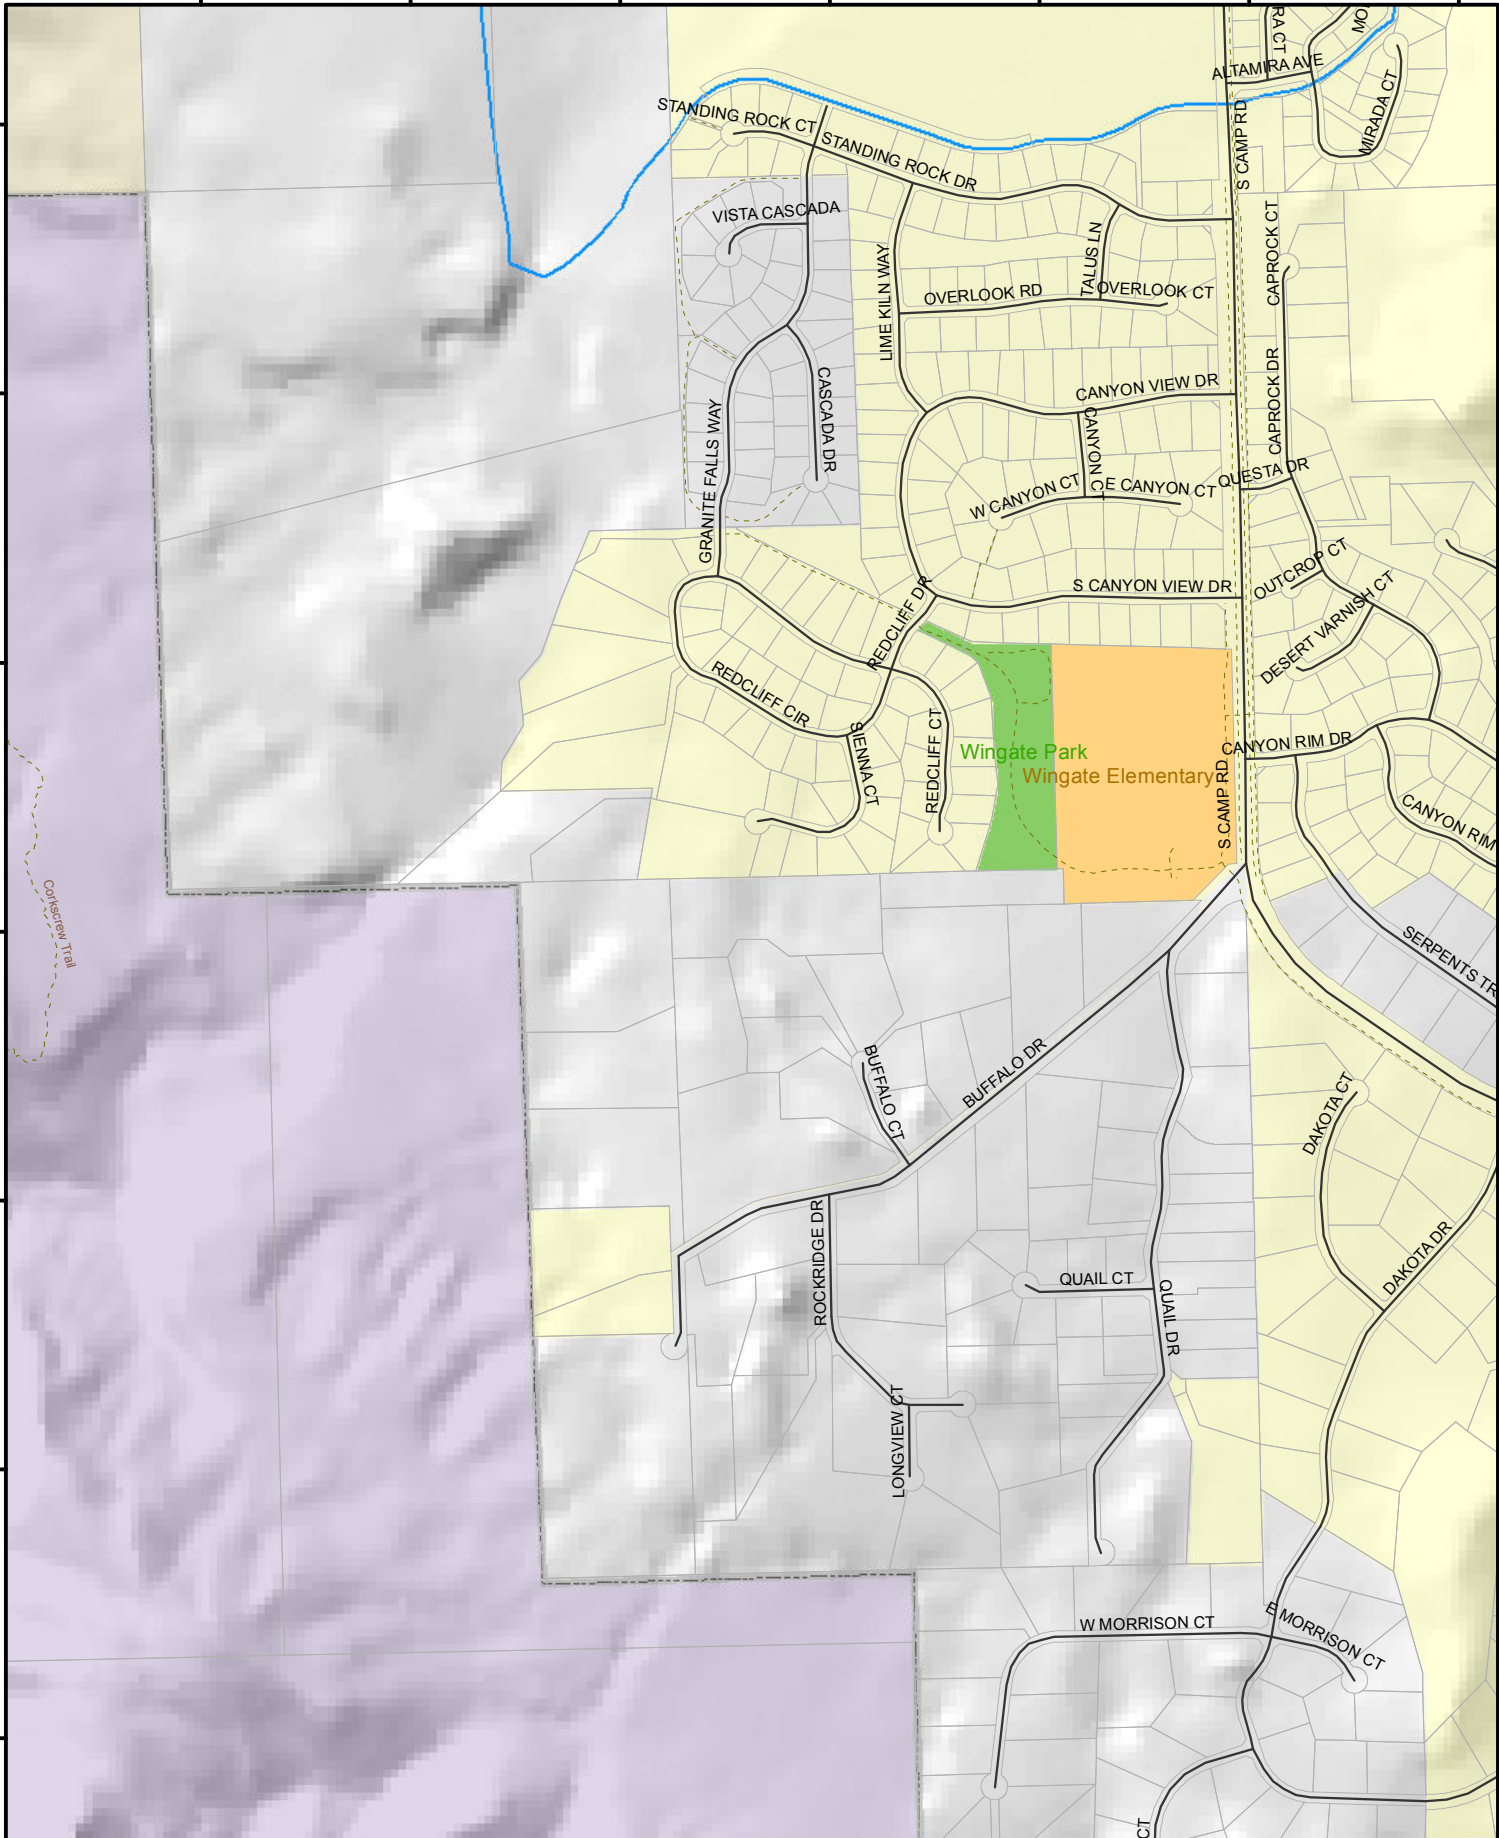 RA CT
MO
ALTAMIRA AVE
MIRADA CT
STANDING ROCK CT
STANDING ROCK DR
S CAMP RD
VISTA CASCADA
CAPROCK CT
TALUS LN
LIME KILN WAY
OVERLOOK RD
OVERLOOK CT
CASCADA DR
CANYON VIEW DR
CAPROCK DR
GRANITE FALLS WAY
CANYON CT
W CANYON CT
E CANYON CT
QUESTA DR
OUTCROP CT
S CANYON VIEW DR
DESERT VARNISH CT
REDCLIFF DR
REDCLIFF CIR
SIENNA CT
REDCLIFF CT
Wingate Park
Wingate Elementary
S CAMP RD
CANYON RIM DR
CANYON RIM
Corkscrew Trail
SERPENTS TR
BUFFALO DR
BUFFALO CT
DAKOTA CT
DAKOTA DR
ROCKRIDGE DR
QUAIL CT
QUAIL DR
LONGVIEW CT
W MORRISON CT
E MORRISON CT
CT